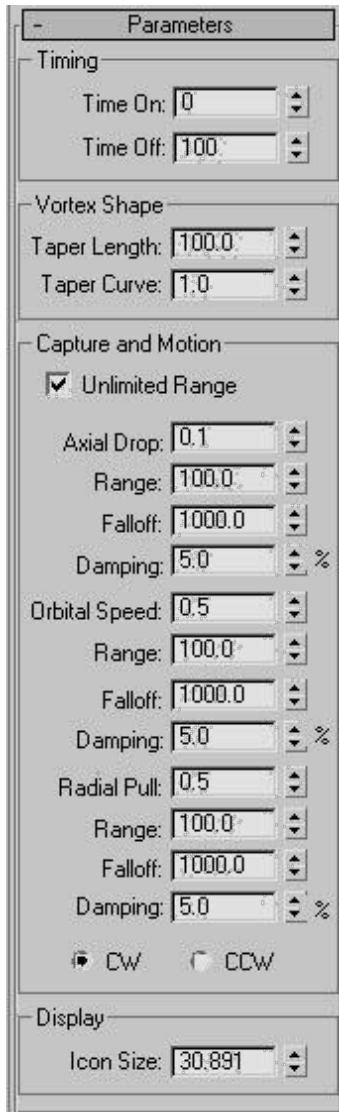 - Parameters
Timing
Time On: 0
Time Off: 100
Vortex Shape
Taper Length: 100.0
Taper Curve: 1.0
Capture and Motion
Unlimited Range
Axial Drop: 0.1
Range: 100.0
Falloff: 1000.0
Damping: 5.0 %
Orbital Speed: 0.5
Range: 100.0
Falloff: 1000.0
Damping: 5.0 %
Radial Pull: 0.5
Range: 100.0
Falloff: 1000.0
Damping: 5.0 %
CW CCW
Display
Icon Size: 30.891